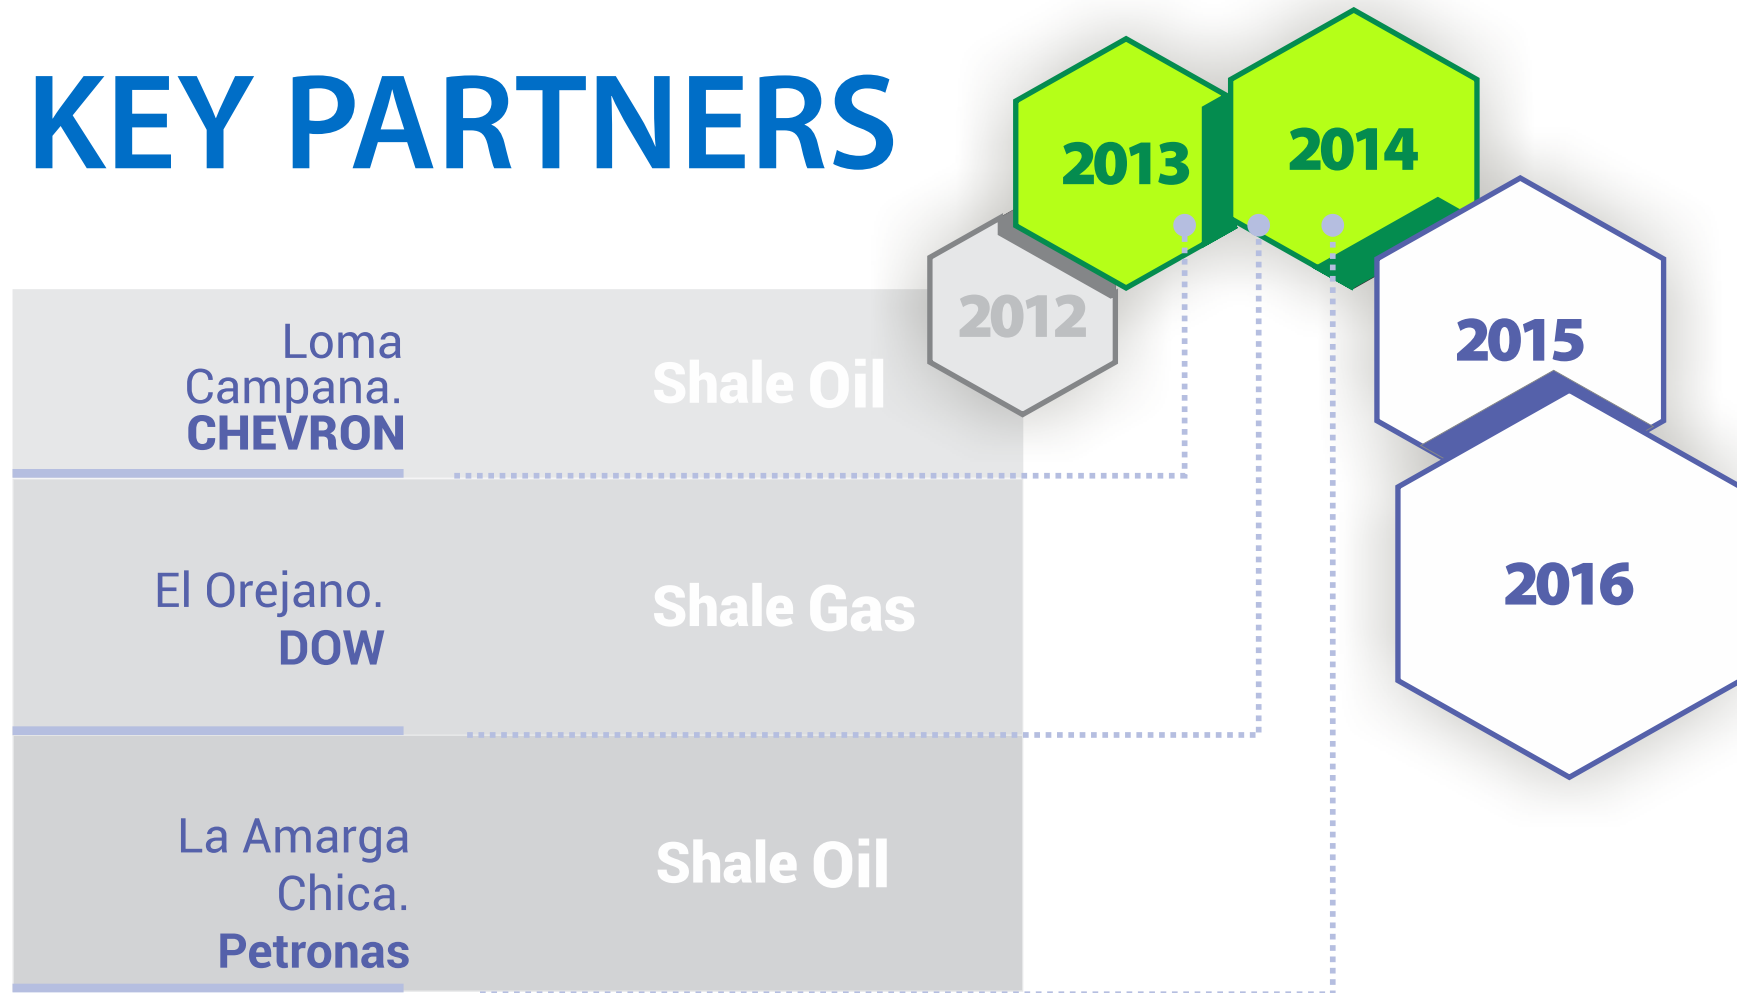 KEY PARTNERS
2013
2014
2012
2015
2016
Loma
Campana.
CHEVRON
Shale Oil
El Orejano.
DOW
Shale Gas
La Amarga
Chica.
Petronas
Shale Oil